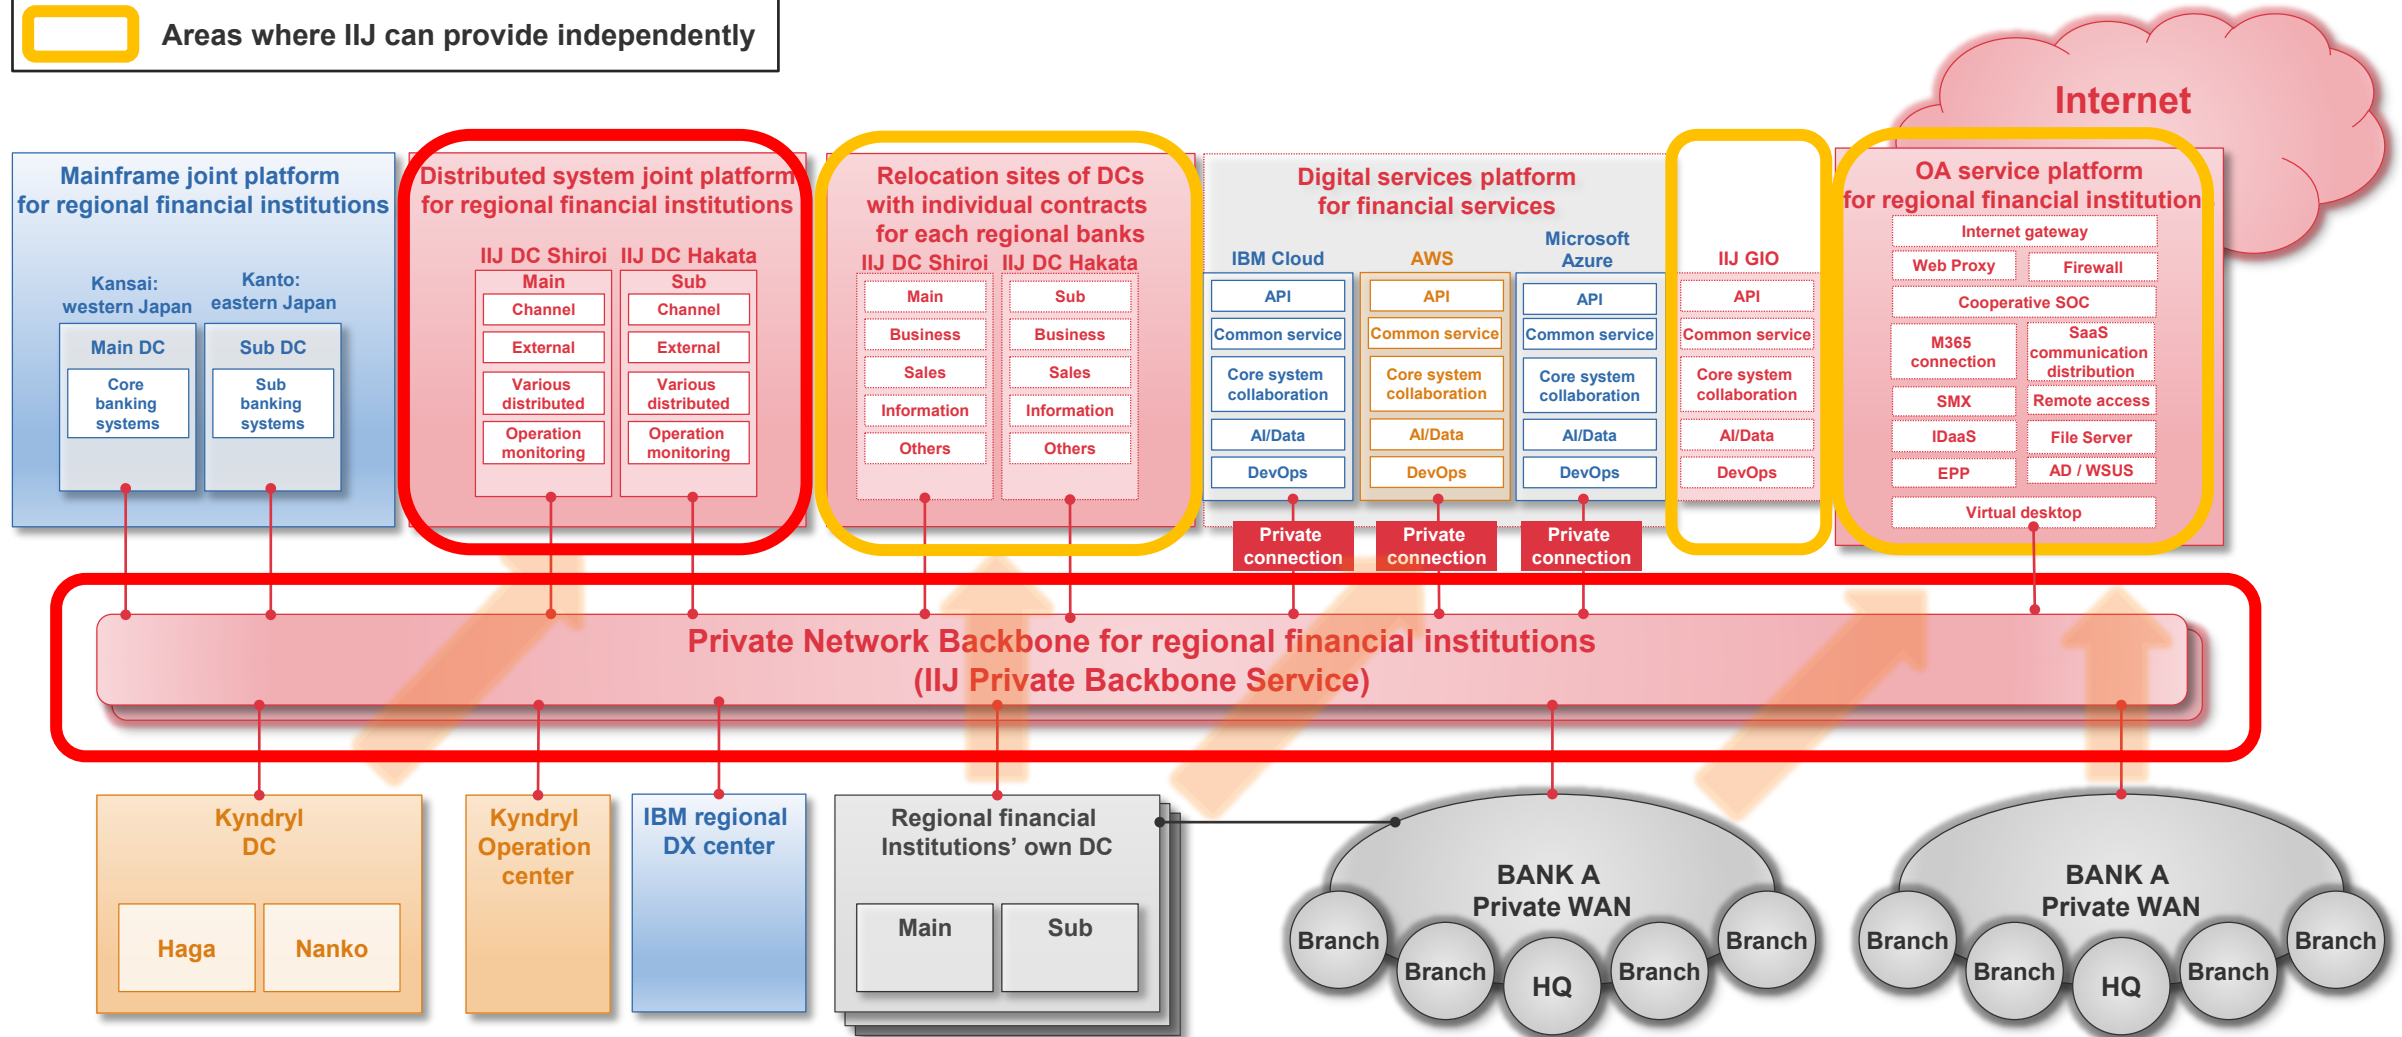 Areas where IIJ can provide independently
Internet
Mainframe joint platform
for regional financial institutions
Kansai:
western Japan
Kanto:
eastern Japan
Main DC
Core
banking
systems
Sub DC
Sub
banking
systems
Distributed system joint platform
for regional financial institutions
IIJ DC Shiroi
Main
Channel
External
Various
distributed
Operation
monitoring
IIJ DC Hakata
Sub
Channel
External
Various
distributed
Operation
monitoring
Relocation sites of DCs
with individual contracts
for each regional banks
IIJ DC Shiroi
Main
Business
Sales
Information
Others
IIJ DC Hakata
Sub
Business
Sales
Information
Others
Digital services platform
for financial services
IBM Cloud
API
Common service
Core system
collaboration
AI/Data
DevOps
AWS
API
Common service
Core system
collaboration
AI/Data
DevOps
Microsoft
Azure
API
Common service
Core system
collaboration
AI/Data
DevOps
IIJ GIO
API
Common service
Core system
collaboration
AI/Data
DevOps
OA service platform
for regional financial institutions
Internet gateway
Web Proxy
Firewall
Cooperative SOC
M365
connection
SaaS
communication
distribution
SMX
Remote access
IDaaS
File Server
EPP
AD / WSUS
Virtual desktop
Private
connection
Private
connection
Private
connection
Private Network Backbone for regional financial institutions
(IIJ Private Backbone Service)
Kyndryl
DC
Haga
Nanko
Kyndryl
Operation
center
IBM regional
DX center
Regional financial
Institutions' own DC
Main
Sub
BANK A
Private WAN
Branch
Branch
HQ
Branch
Branch
BANK A
Private WAN
Branch
Branch
HQ
Branch
Branch